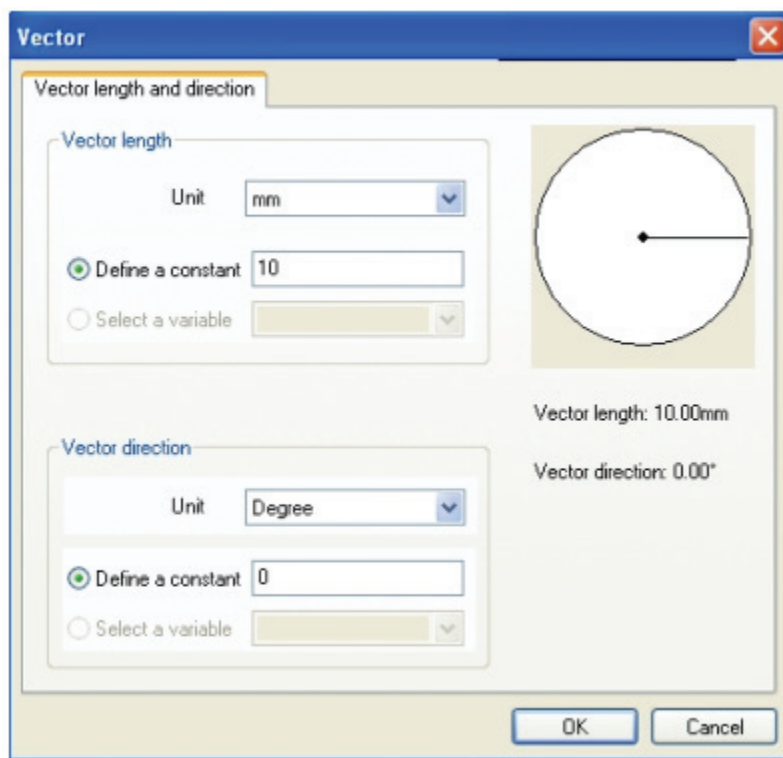 Vector
Vector length and direction
Vector length
Unit mm
Define a constant 10
Select a variable
Vector length: 10.00mm
Vector direction
Vector direction: 0.00°
Unit Degree
Define a constant 0
Select a variable
OK Cancel